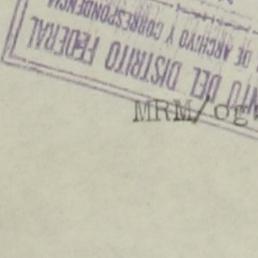 DE ARCHIVO Y CORRESPONDENCIA
DEL DISTRITO FEDERAL
MRM/og